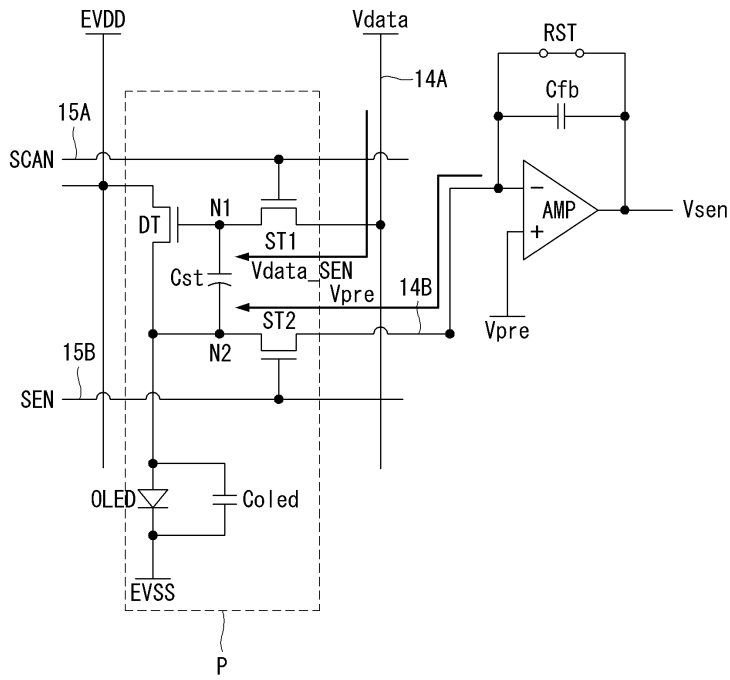 EVDD
Vdata
RST
14A
Cfb
15A
SCAN
N1
DT
ST1
AMP
Vsen
Vdata_SEN
Cst
Vpre
14B
ST2
Vpre
N2
15B
SEN
OLED
Coled
EVSS
P